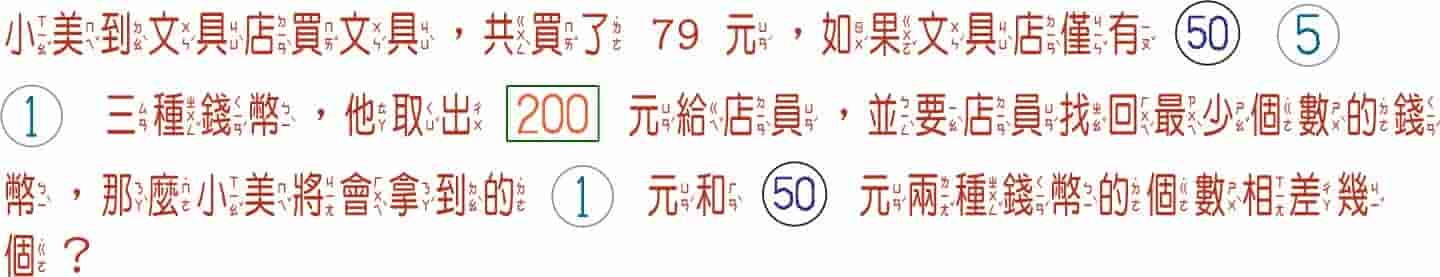 小美到文具店買文具，共買了 79 元，如果文具店僅有 50 5
1 三種錢幣，他取出 200 元給店員，並要店員找回最少個數的錢
幣，那麼小美將會拿到的 1 元和 50 元兩種錢幣的個數相差幾
個？